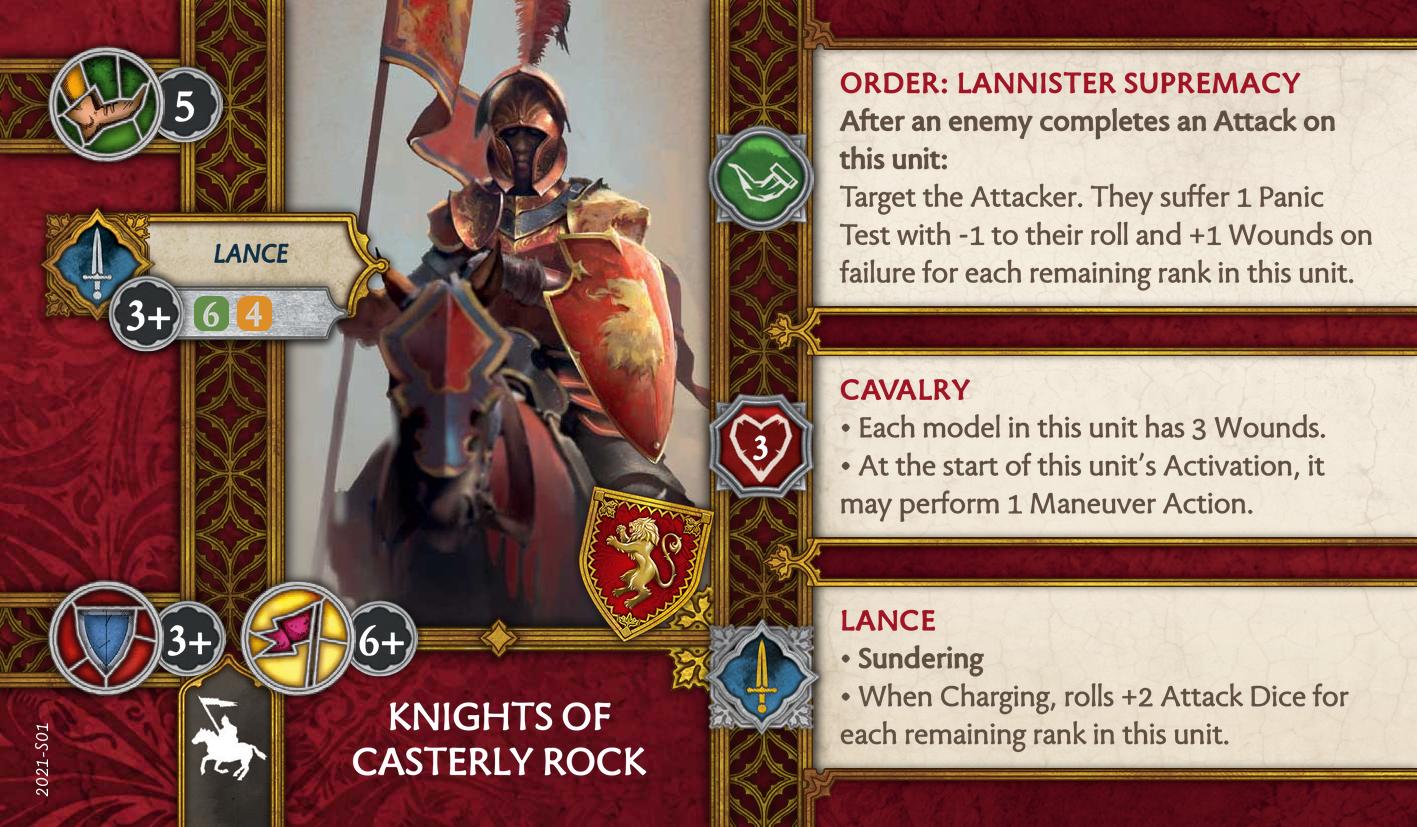 5
LANCE
3+ 6 4
3+ 6+
KNIGHTS OF
CASTERLY ROCK
2021-S01
ORDER: LANNISTER SUPREMACY
After an enemy completes an Attack on
this unit:
Target the Attacker. They suffer 1 Panic
Test with -1 to their roll and +1 Wounds on
failure for each remaining rank in this unit.
3
CAVALRY
• Each model in this unit has 3 Wounds.
• At the start of this unit's Activation, it
may perform 1 Maneuver Action.
LANCE
• Sundering
• When Charging, rolls +2 Attack Dice for
each remaining rank in this unit.